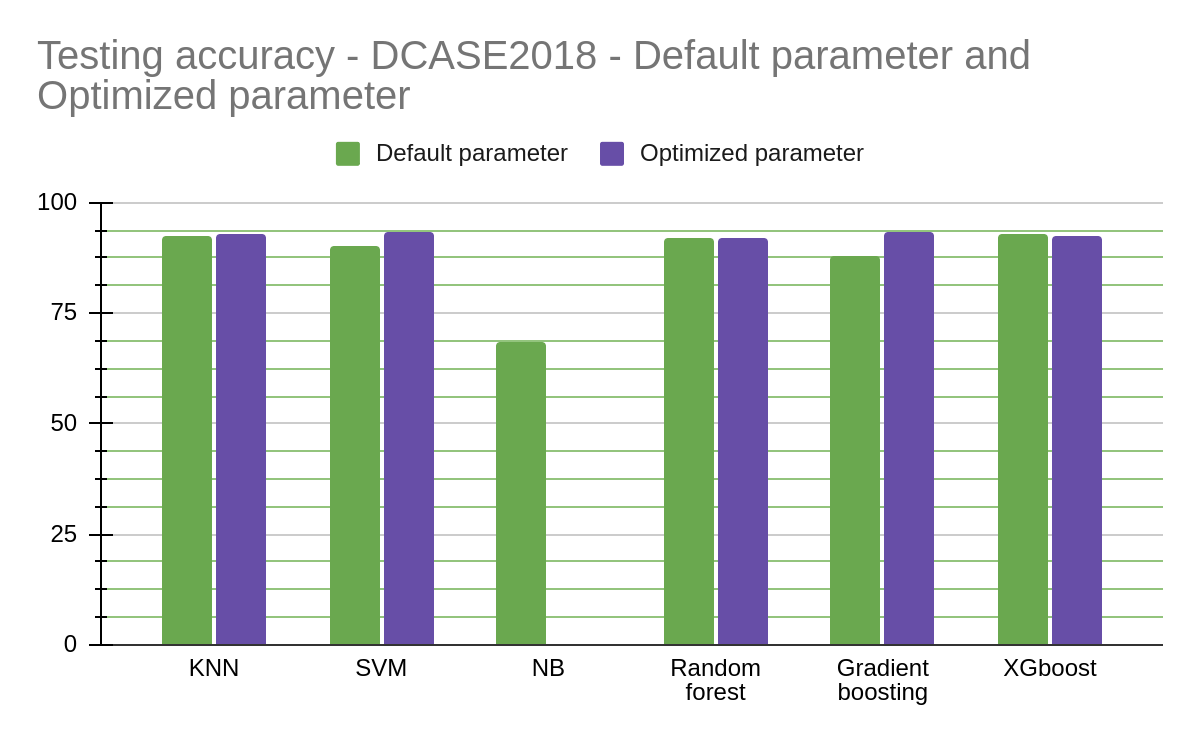 Testing accuracy - DCASE2018 - Default parameter and
Optimized parameter
Default parameter
Optimized parameter
100
75
50
25
0
KNN
SVM
NB
Random
forest
Gradient
boosting
XGboost